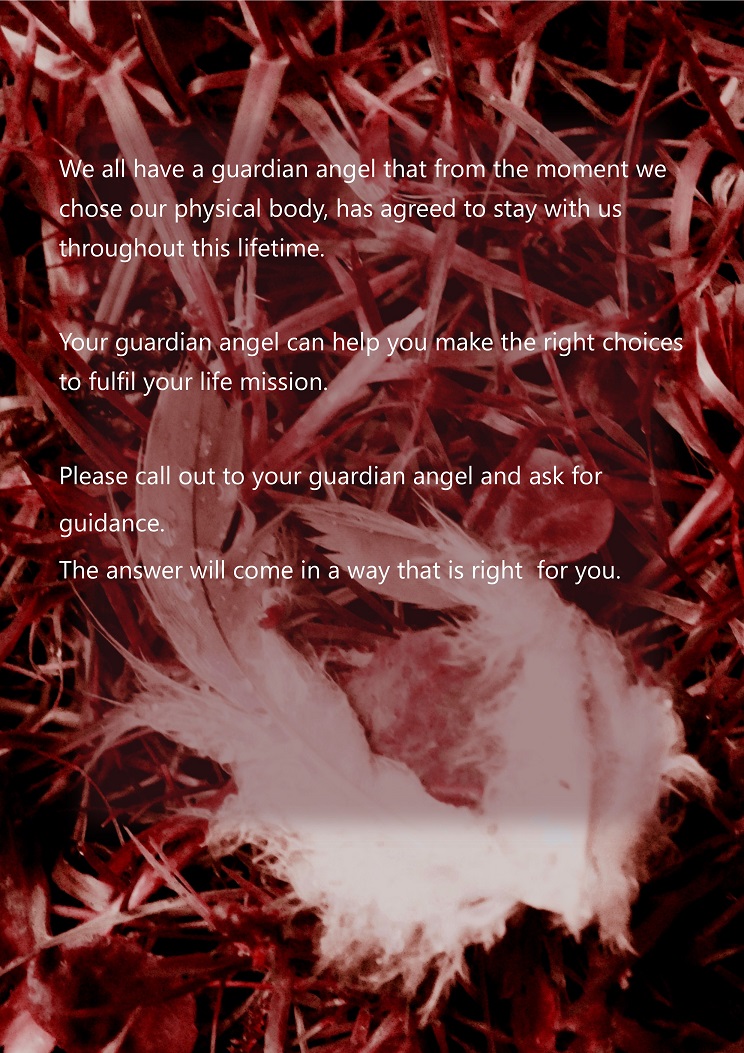 We all have a guardian angel that from the moment we
chose our physical body, has agreed to stay with us
throughout this lifetime.
Your guardian angel can help you make the right choices
to fulfil your life mission.
Please call out to your guardian angel and ask for
guidance.
The answer will come in a way that is right  for you.